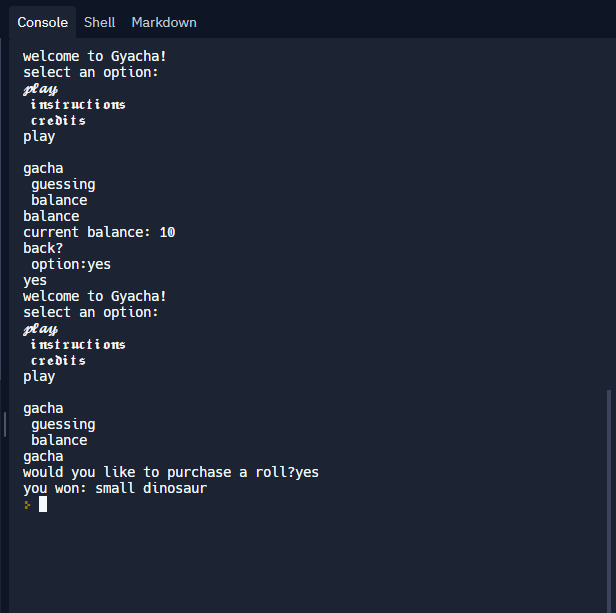 Console Shell Markdown
welcome to Gyacha!
select an option:
𝓅𝓁𝒶𝓎
𝖎𝖓𝖘𝖙𝖗𝖚𝖈𝖙𝖎𝖔𝖓𝖘
𝖈𝖗𝖊𝖉𝖎𝖙𝖘
play
gacha
guessing
balance
balance
current balance: 10
back?
option:yes
yes
welcome to Gyacha!
select an option:
𝓅𝓁𝒶𝓎
𝖎𝖓𝖘𝖙𝖗𝖚𝖈𝖙𝖎𝖔𝖓𝖘
𝖈𝖗𝖊𝖉𝖎𝖙𝖘
play
gacha
guessing
balance
gacha
would you like to purchase a roll?yes
you won: small dinosaur